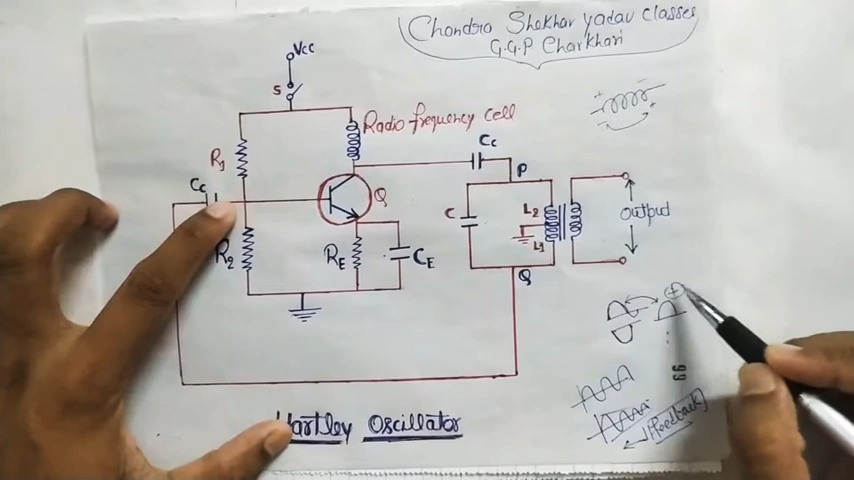 Chandra Shekhar yadav classes
G.G.P Charkhari
Vcc
S
Radio frequency cell
R1
Cc
Cc
P
Q
C
L2
L1
output
R2
RE
CE
Q
+
(feedback)
Hartley Oscillator